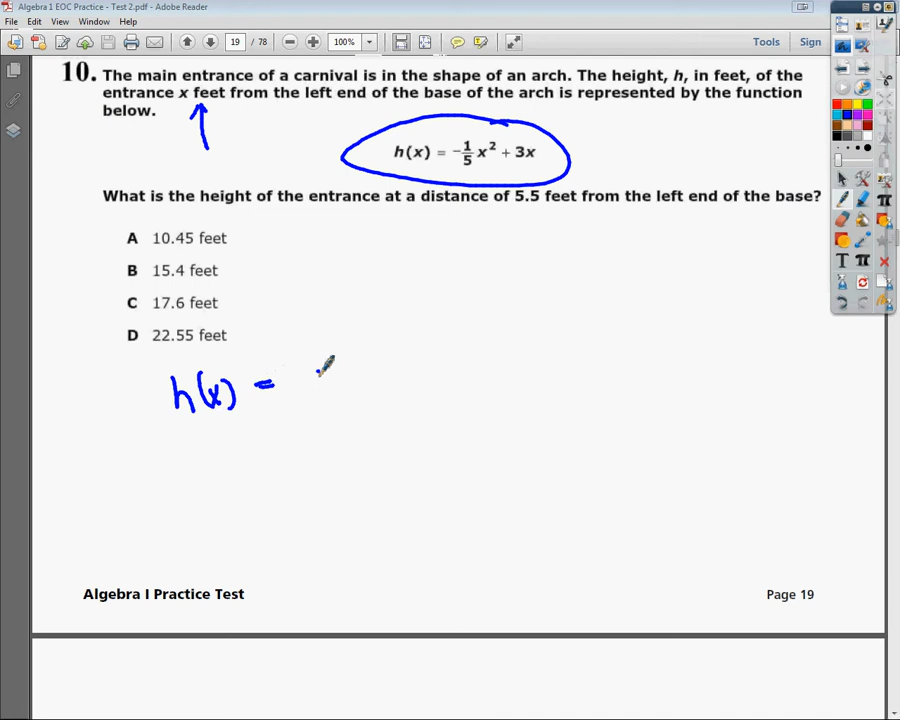 Algebra 1 EOC Practice - Test 2.pdf - Adobe Reader
File Edit View Window Help
19 / 78 100% Tools Sign
10. The main entrance of a carnival is in the shape of an arch. The height, h, in feet, of the
entrance x feet from the left end of the base of the arch is represented by the function
below.
h(x) = -1/5 x² + 3x
What is the height of the entrance at a distance of 5.5 feet from the left end of the base?
A 10.45 feet
B 15.4 feet
C 17.6 feet
D 22.55 feet
h(x) =
Algebra I Practice Test Page 19